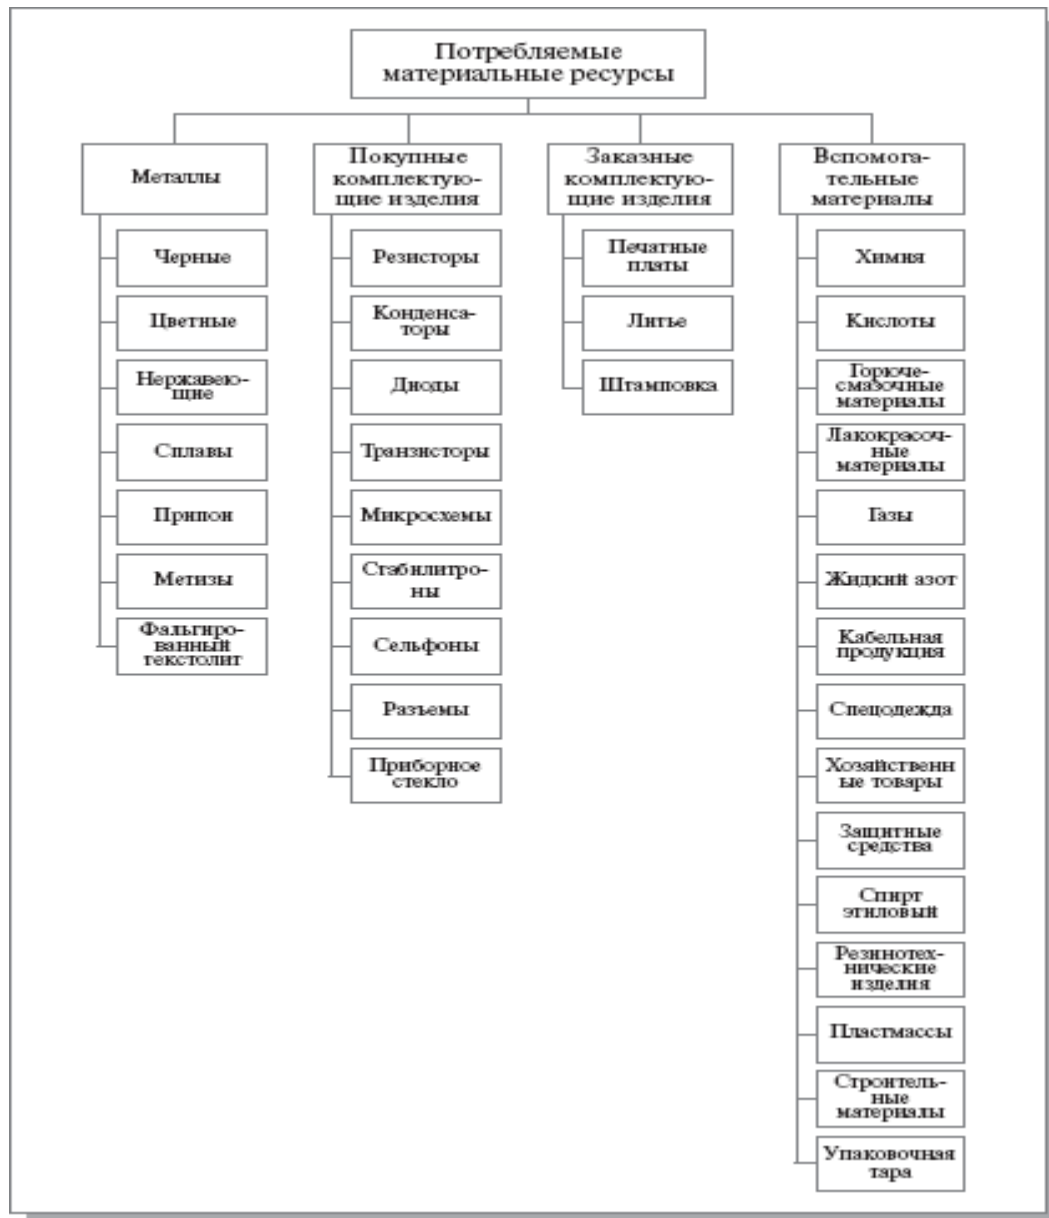 Потребляемые
материальные ресурсы
Металлы
Черные
Цветные
Нержавею-
щие
Сплавы
Припои
Метизы
Фальгиро-
ванный
текстолит
Покупные
комплектую-
щие изделия
Резисторы
Конденса-
торы
Диоды
Транзисторы
Микросхемы
Стабилитро-
ны
Сельфоны
Разъемы
Приборное
стекло
Заказные
комплектую-
щие изделия
Печатные
платы
Литье
Штамповка
Вспомога-
тельные
материалы
Химия
Кислоты
Горюче-
смазочные
материалы
Лакокрасоч-
ные
материалы
Газы
Жидкий азот
Кабельная
продукция
Спецодежда
Хозяйственн
ые товары
Защитные
средства
Спирт
этиловый
Резинотех-
нические
изделия
Пластмассы
Строитель-
ные
материалы
Упаковочная
тара